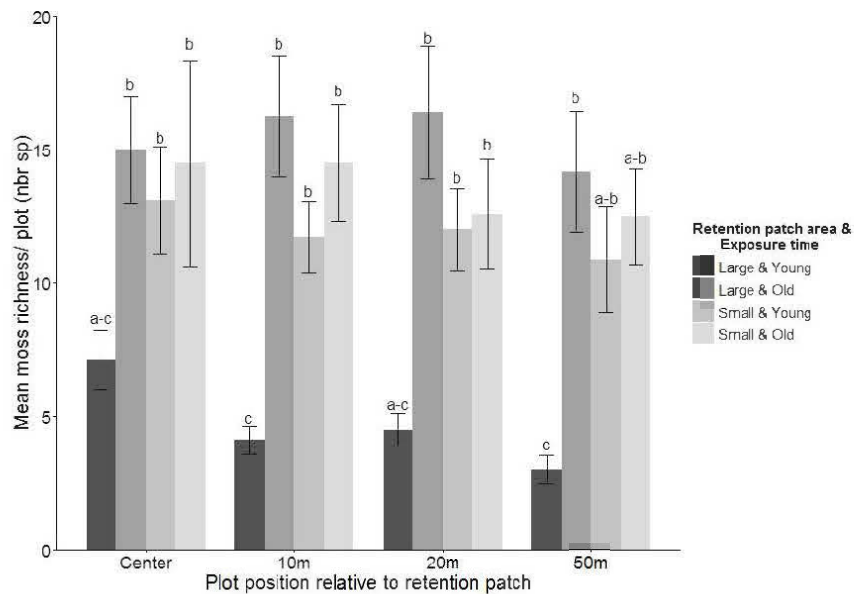 20
15
10
5
0
Mean moss richness/ plot (nbr sp)
b
b
b
b
b
b
b
b
b
b
b
a-b
a-b
a-c
c
a-c
c
Center
10m
20m
50m
Plot position relative to retention patch
Retention patch area &
Exposure time
Large & Young
Large & Old
Small & Young
Small & Old